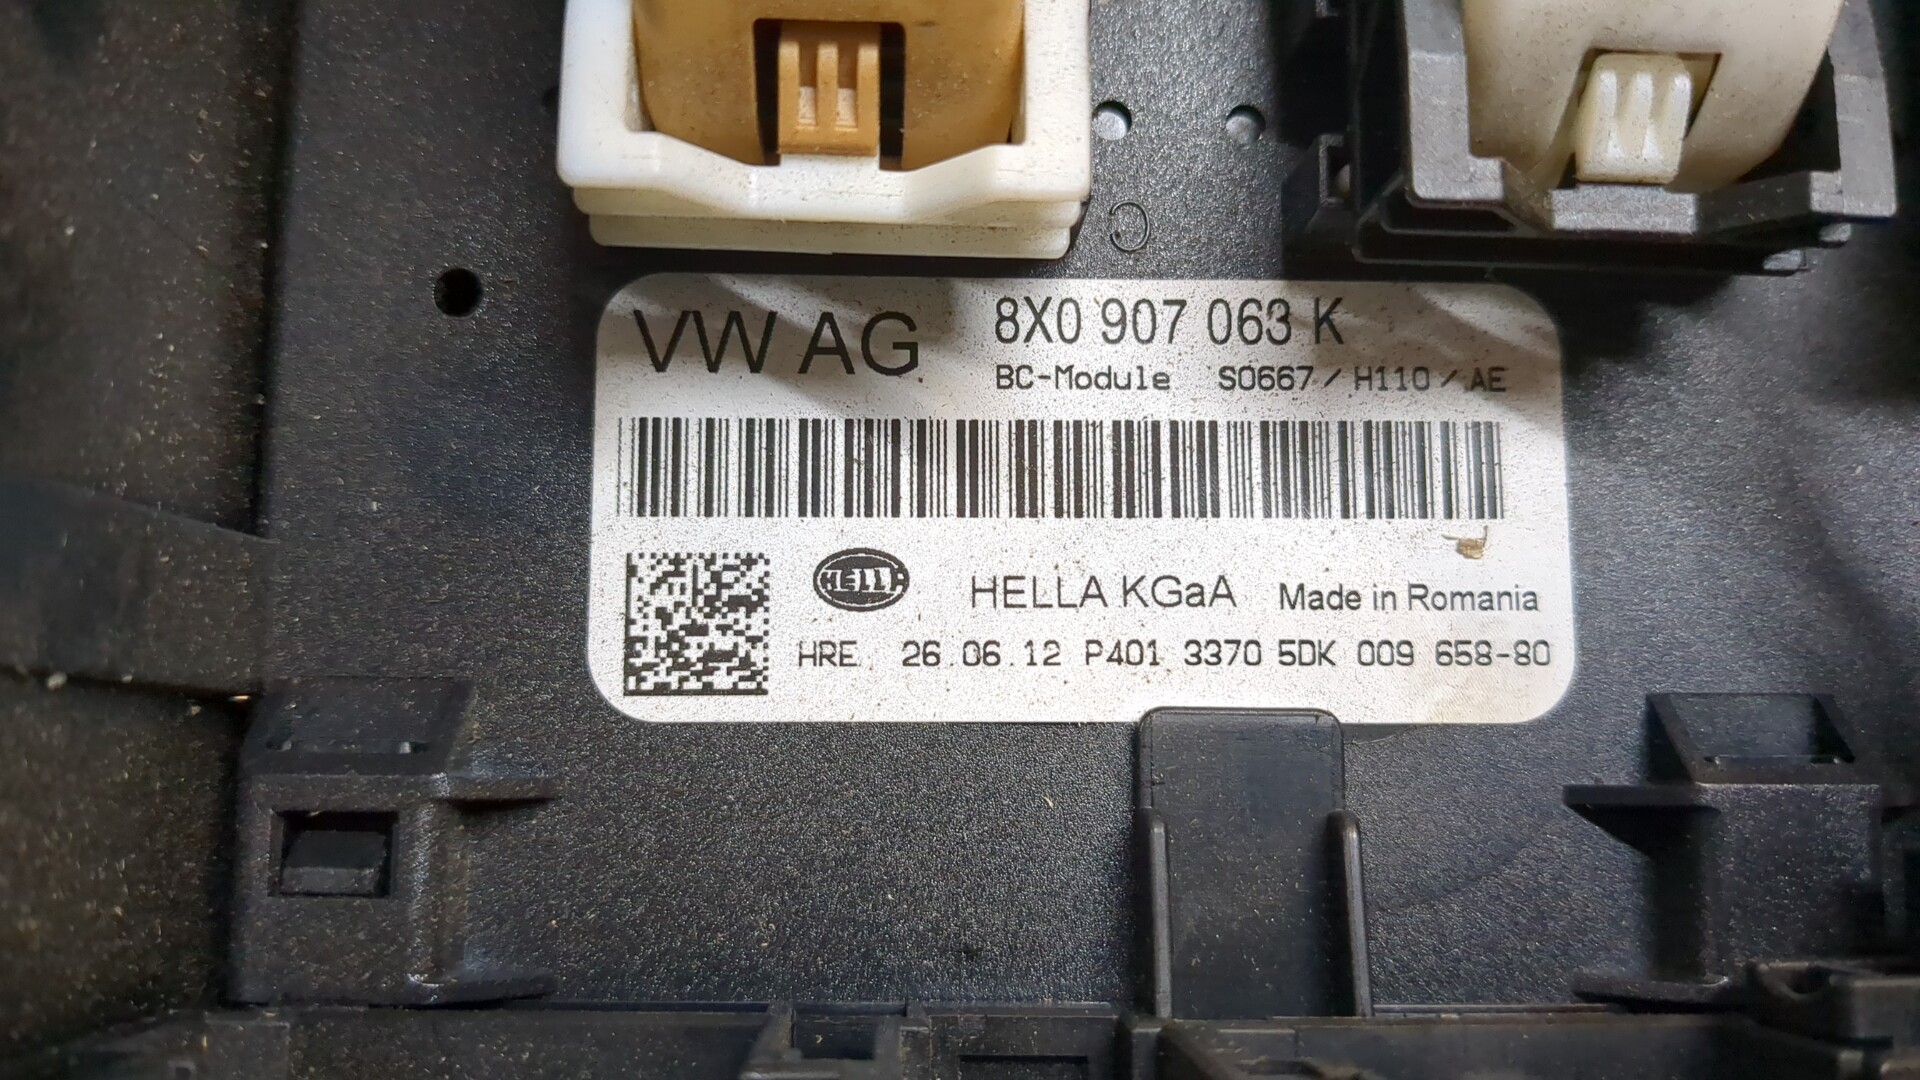 C
VW AG 8X0 907 063 K
BC-Module S0667 / H110 / AE
HELLA HELLA KGaA Made in Romania
HRE 26.06.12 P401 3370 5DK 009 658-80